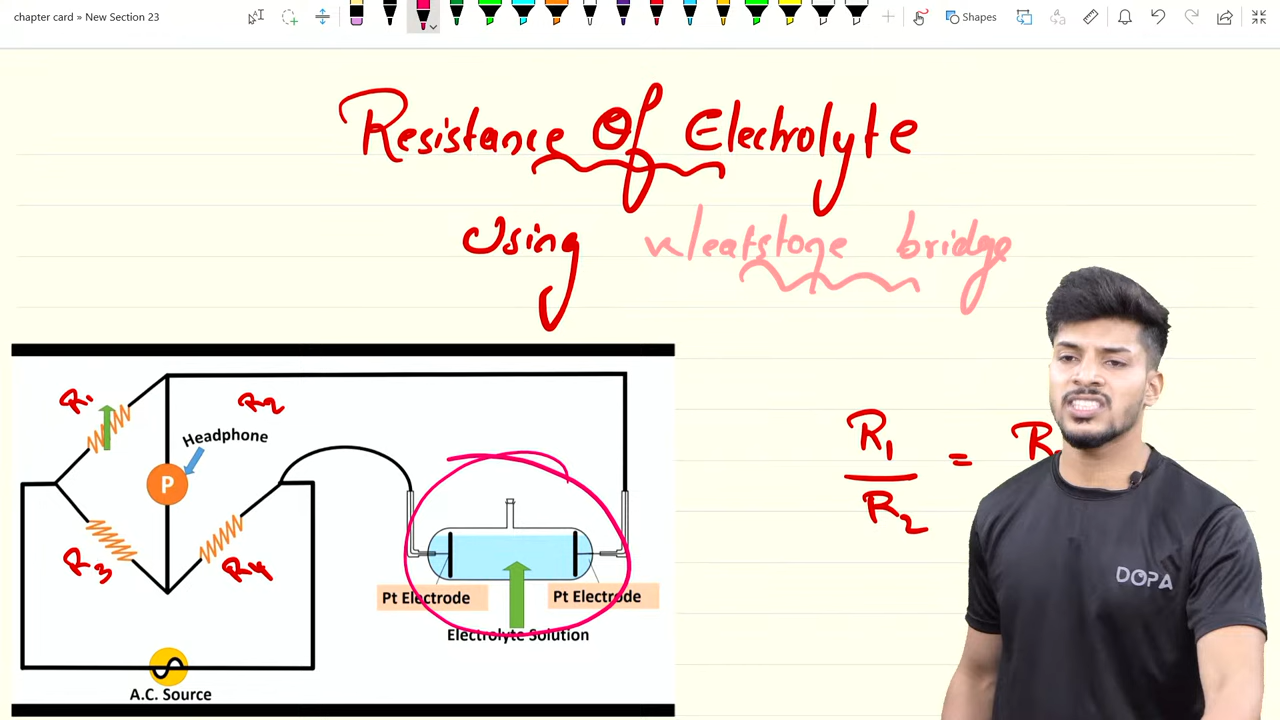 chapter card » New Section 23
Shapes
Resistance Of Electrolyte
Using wheatstone bridge
R1
R2
Headphone
P
R3
R4
Pt Electrode
Pt Electrode
Electrolyte Solution
A.C. Source
R1
=
R2
DOPA